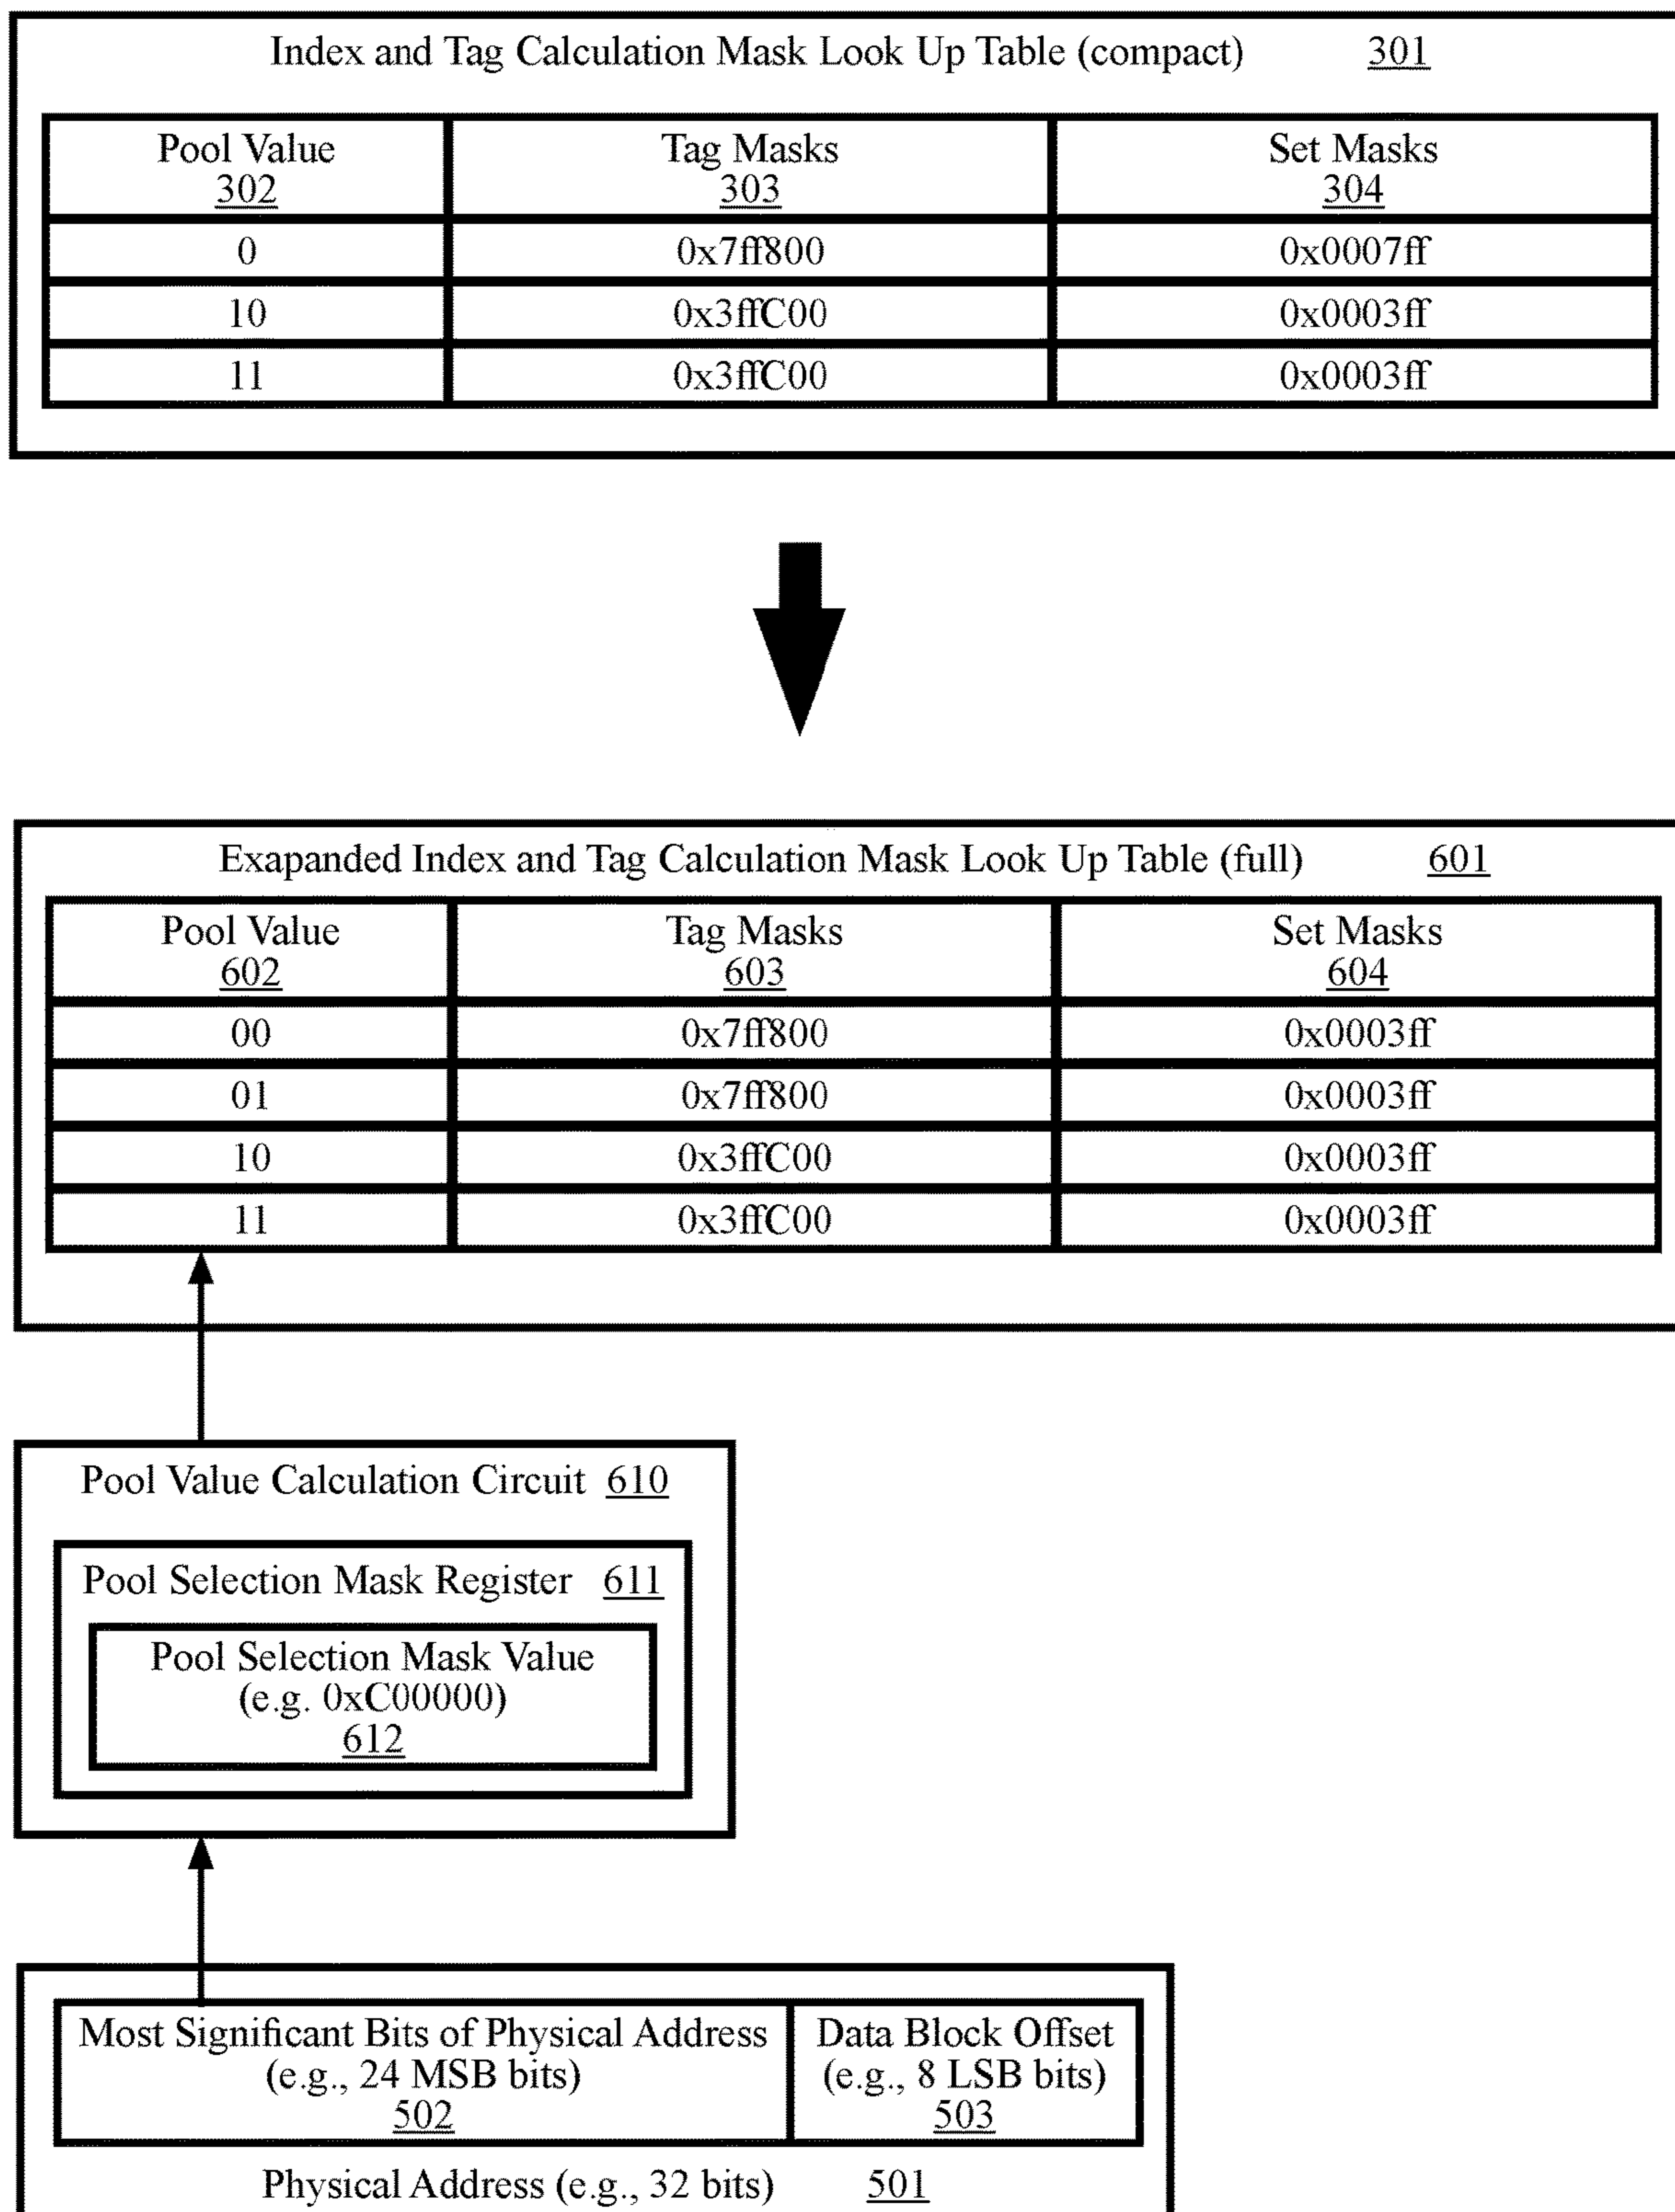 Index and Tag Calculation Mask Look Up Table (compact) 301
Pool Value Tag Masks Set Masks
302 303 304
0 0x7ff800 0x0007ff
10 0x3ffC00 0x0003ff
11 0x3ffC00 0x0003ff
Exapanded Index and Tag Calculation Mask Look Up Table (full) 601
Pool Value Tag Masks Set Masks
602 603 604
00 0x7ff800 0x0003ff
01 0x7ff800 0x0003ff
10 0x3ffC00 0x0003ff
11 0x3ffC00 0x0003ff
Pool Value Calculation Circuit 610
Pool Selection Mask Register 611
Pool Selection Mask Value
(e.g. 0xC00000)
612
Most Significant Bits of Physical Address Data Block Offset
(e.g., 24 MSB bits) (e.g., 8 LSB bits)
502 503
Physical Address (e.g., 32 bits) 501